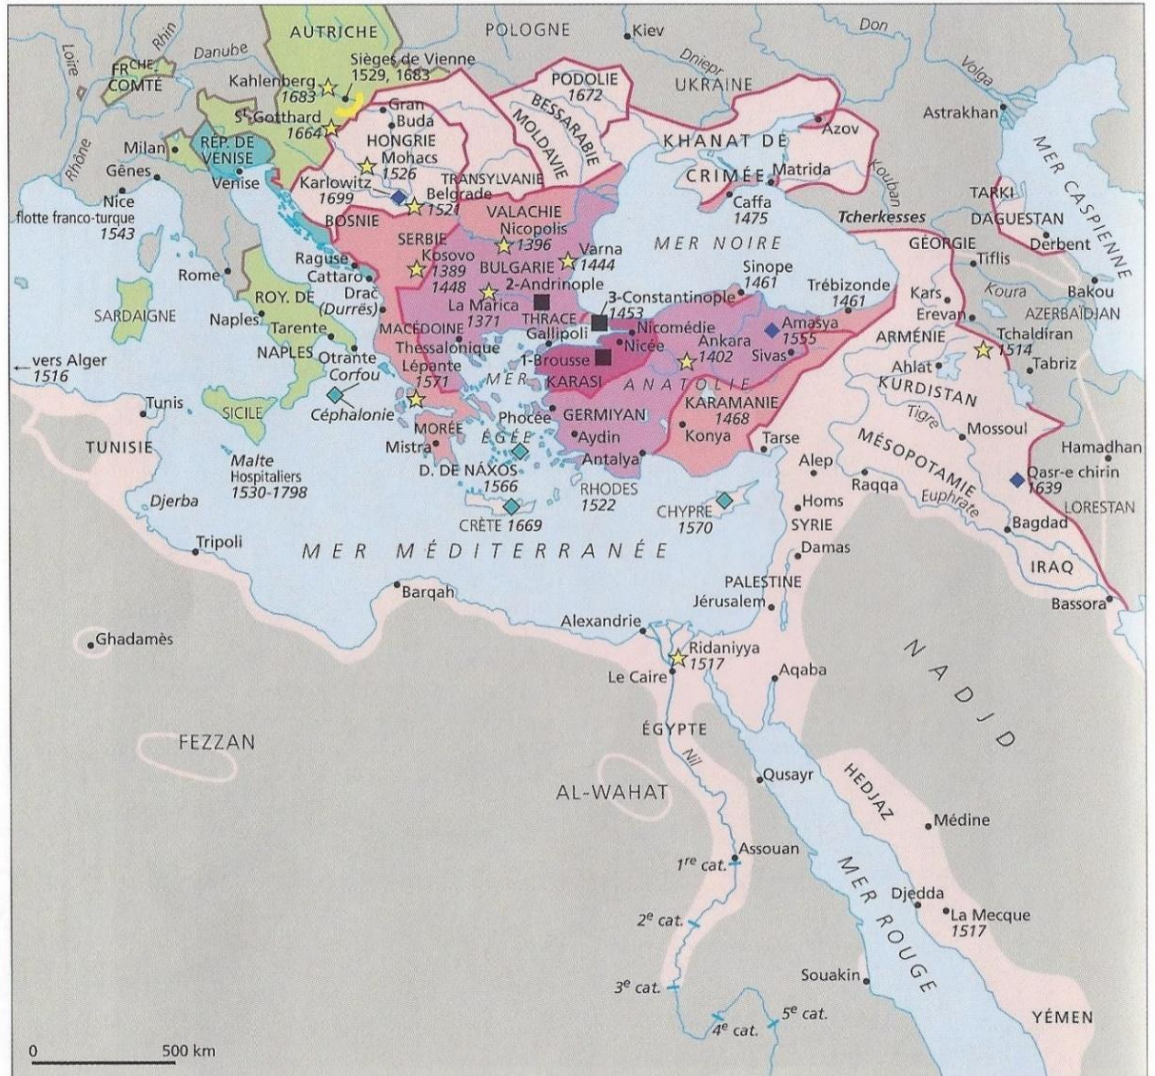 AUTRICHE
POLOGNE
Kiev
Don
Rhin
Loire
Danube
Dniepr
Volga
FR^CHE.
COMTÉ
Kahlenberg
1683
Sièges de Vienne
1529, 1683
PODOLIE
1672
UKRAINE
Astrakhan
S^t Gotthard
1664
Gran
Buda
BESSARABIE
MOLDAVIE
Azov
Rhône
Milan
RÉP. DE
VENISE
HONGRIE
Mohacs
1526
KHANAT DE
CRIMÉE
Matrida
Kouban
MER CASPIENNE
Gênes
Venise
Karlowitz
1699
TRANSYLVANIE
Belgrade
1521
Caffa
1475
TARKI
DAGUESTAN
Derbent
Nice
flotte franco-turque
1543
BOSNIE
VALACHIE
Nicopolis
1396
Tcherkesses
SERBIE
Kosovo
1389
1448
Varna
1444
MER NOIRE
GÉORGIE
Tiflis
Raguse
Cattaro
BULGARIE
2-Andrinople
Sinope
1461
Trébizonde
1461
Koura
Bakou
Rome
ROY. DE
NAPLES
Naples
Drač
(Durrës)
La Marica
1371
THRACE
3-Constantinople
1453
Kars
Erevan
AZERBAÏDJAN
SARDAIGNE
Tarente
MACÉDOINE
Thessalonique
Gallipoli
Nicomédie
Nicée
Amasya
1555
ARMÉNIE
Tchaldiran
1514
Otrante
1-Brousse
Ankara
1402
Sivas
Ahlat
Tabriz
vers Alger
1516
Corfou
Lépante
1571
MER
ÉGÉE
KARASI
ANATOLIE
KURDISTAN
Céphalonie
KARAMANIE
1468
Tigre
Tunis
SICILE
MORÉE
Mistra
Phocée
GERMIYAN
Konya
Tarse
Mossoul
TUNISIE
Aydin
MÉSOPOTAMIE
Hamadhan
Malte
Hospitaliers
1530-1798
D. DE NÁXOS
1566
Antalya
Alep
Raqqa
Qasr-e chirin
1639
Djerba
RHODES
1522
CHYPRE
1570
Homs
Euphrate
LORESTAN
CRÈTE 1669
SYRIE
Bagdad
Tripoli
MER MÉDITERRANÉE
Damas
IRAQ
Barqah
PALESTINE
Jérusalem
Bassora
Alexandrie
Ghadamès
Ridaniyya
1517
NADJD
Le Caire
Aqaba
ÉGYPTE
FEZZAN
Nil
AL-WAHAT
Qusayr
HEDJAZ
Médine
Assouan
1^re cat.
MER ROUGE
Djedda
2^e cat.
La Mecque
1517
Souakin
3^e cat.
5^e cat.
4^e cat.
YÉMEN
0
500 km